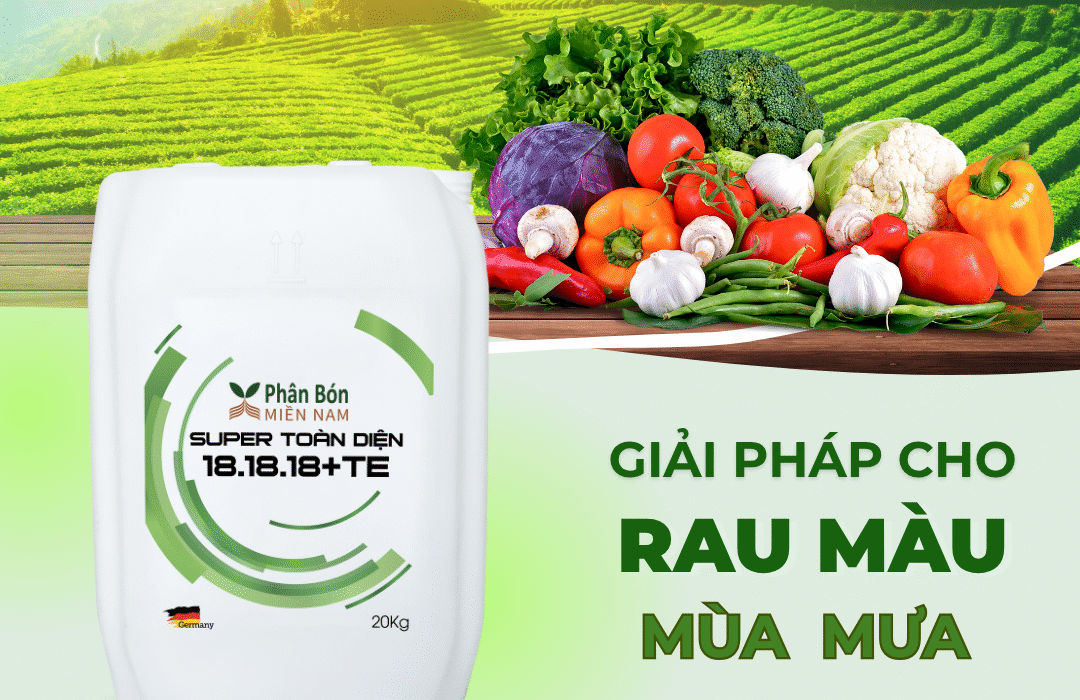 Phân Bón
MIỀN NAM
SUPER TOÀN DIỆN
18.18.18+TE
Germany
20Kg
GIẢI PHÁP CHO
RAU MÀU
MÙA MƯA